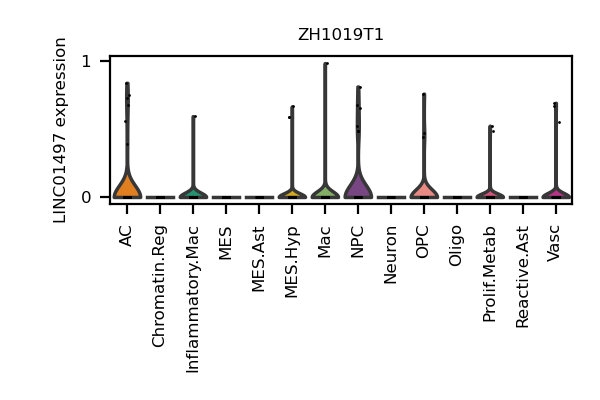 ZH1019T1
LINC01497 expression
1
0
AC
Chromatin.Reg
Inflammatory.Mac
MES
MES.Ast
MES.Hyp
Mac
NPC
Neuron
OPC
Oligo
Prolif.Metab
Reactive.Ast
Vasc